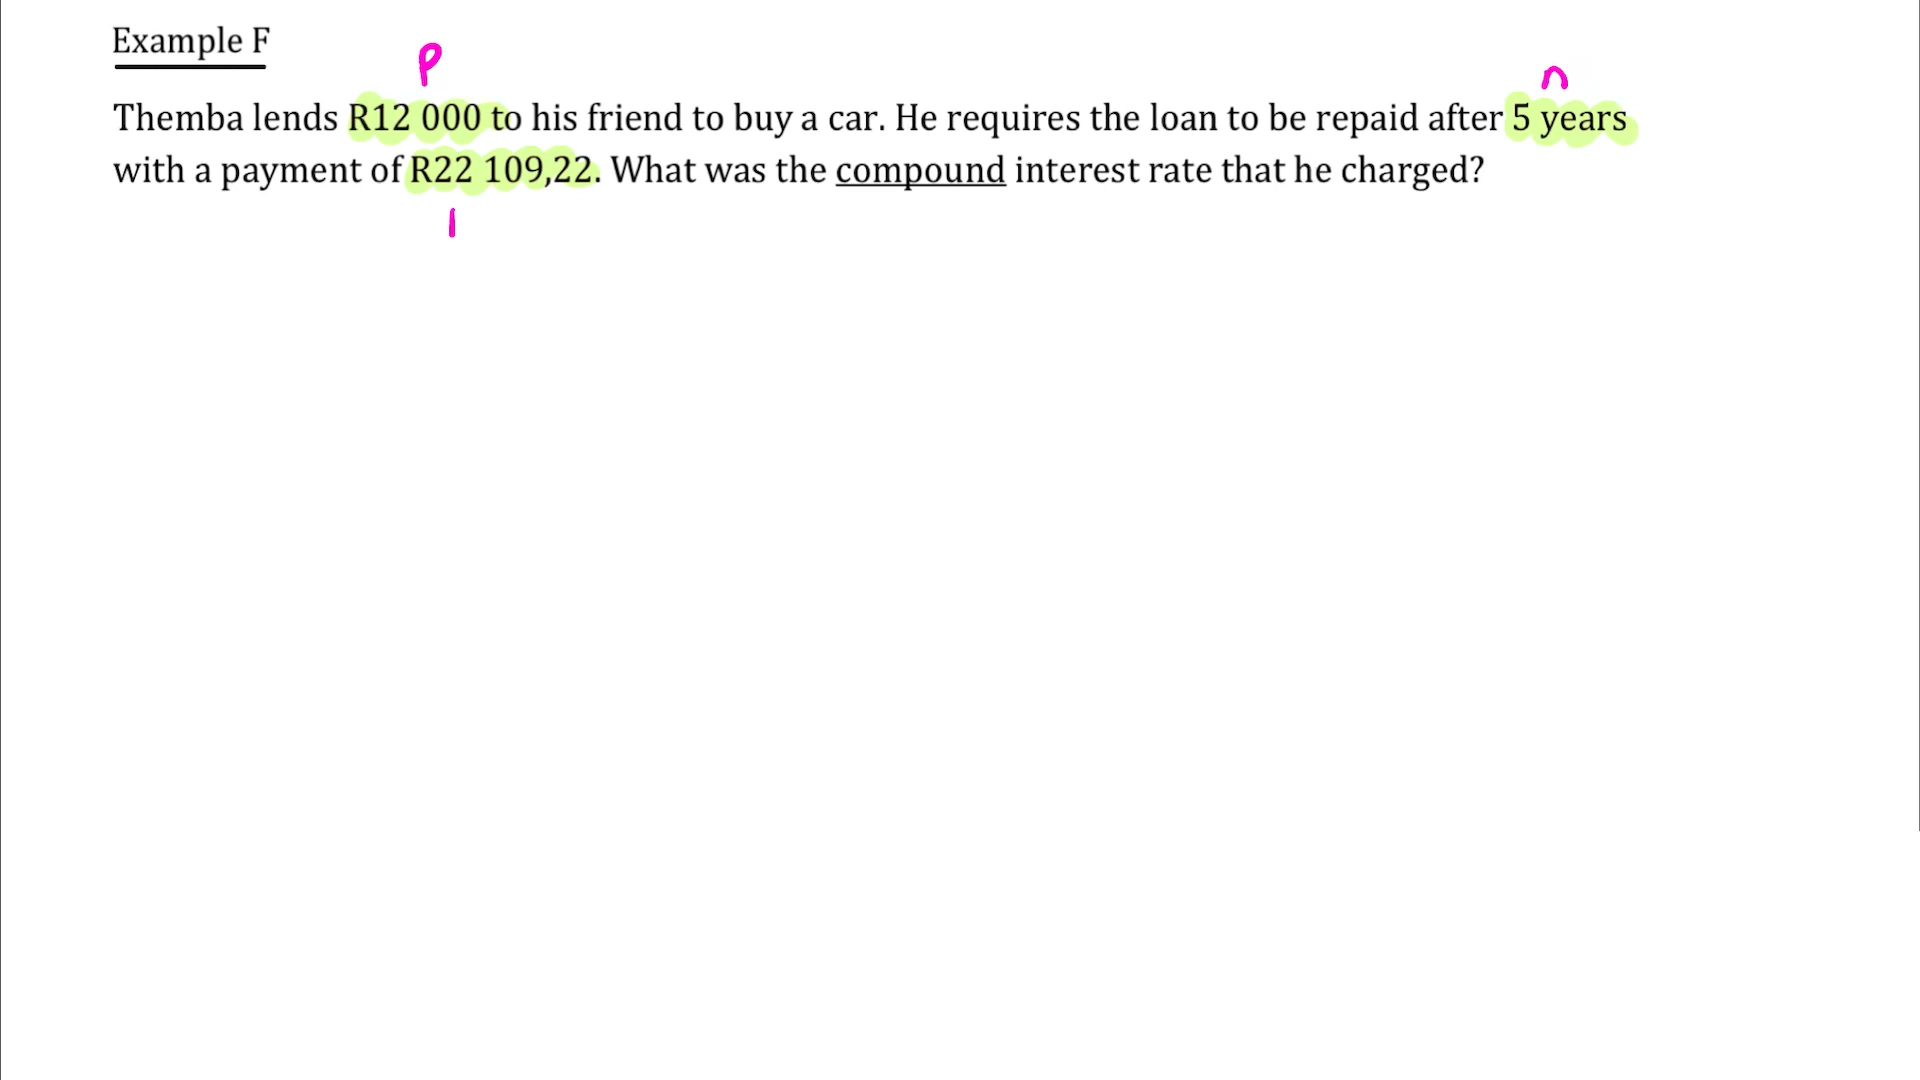 Example F
P
n
Themba lends R12 000 to his friend to buy a car. He requires the loan to be repaid after 5 years
with a payment of R22 109,22. What was the compound interest rate that he charged?